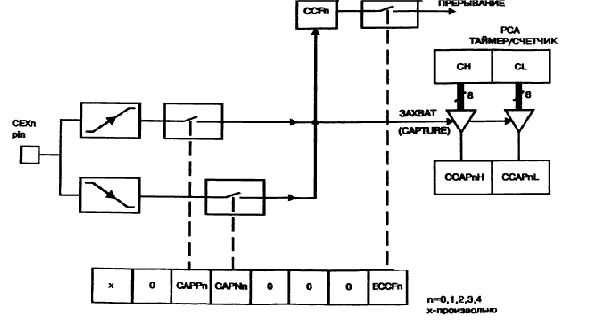 ПРЕРЫВАНИЕ
CCFn
PCA
ТАЙМЕР/СЧЕТЧИК
CH CL
8 8
CEXn
pin
ЗАХВАТ
(CAPTURE)
CCAPnH CCAPnL
x 0 CAPPn CAPNn 0 0 0 ECCFn
n=0,1,2,3,4
x-произвольно